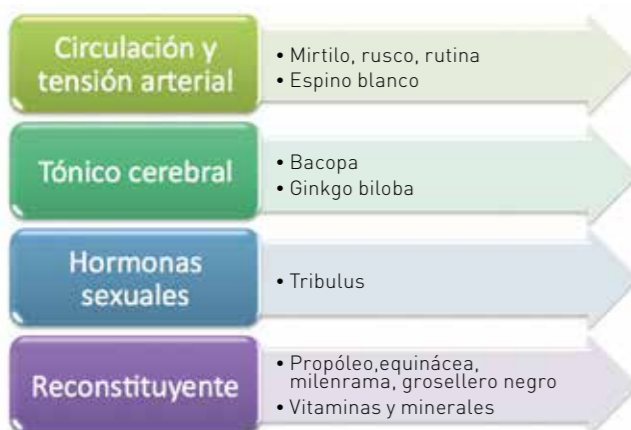 Circulación y
tensión arterial
• Mirtilo, rusco, rutina
• Espino blanco
Tónico cerebral
• Bacopa
• Ginkgo biloba
Hormonas
sexuales
• Tribulus
Reconstituyente
• Propóleo,equinácea,
milenrama, grosellero negro
• Vitaminas y minerales